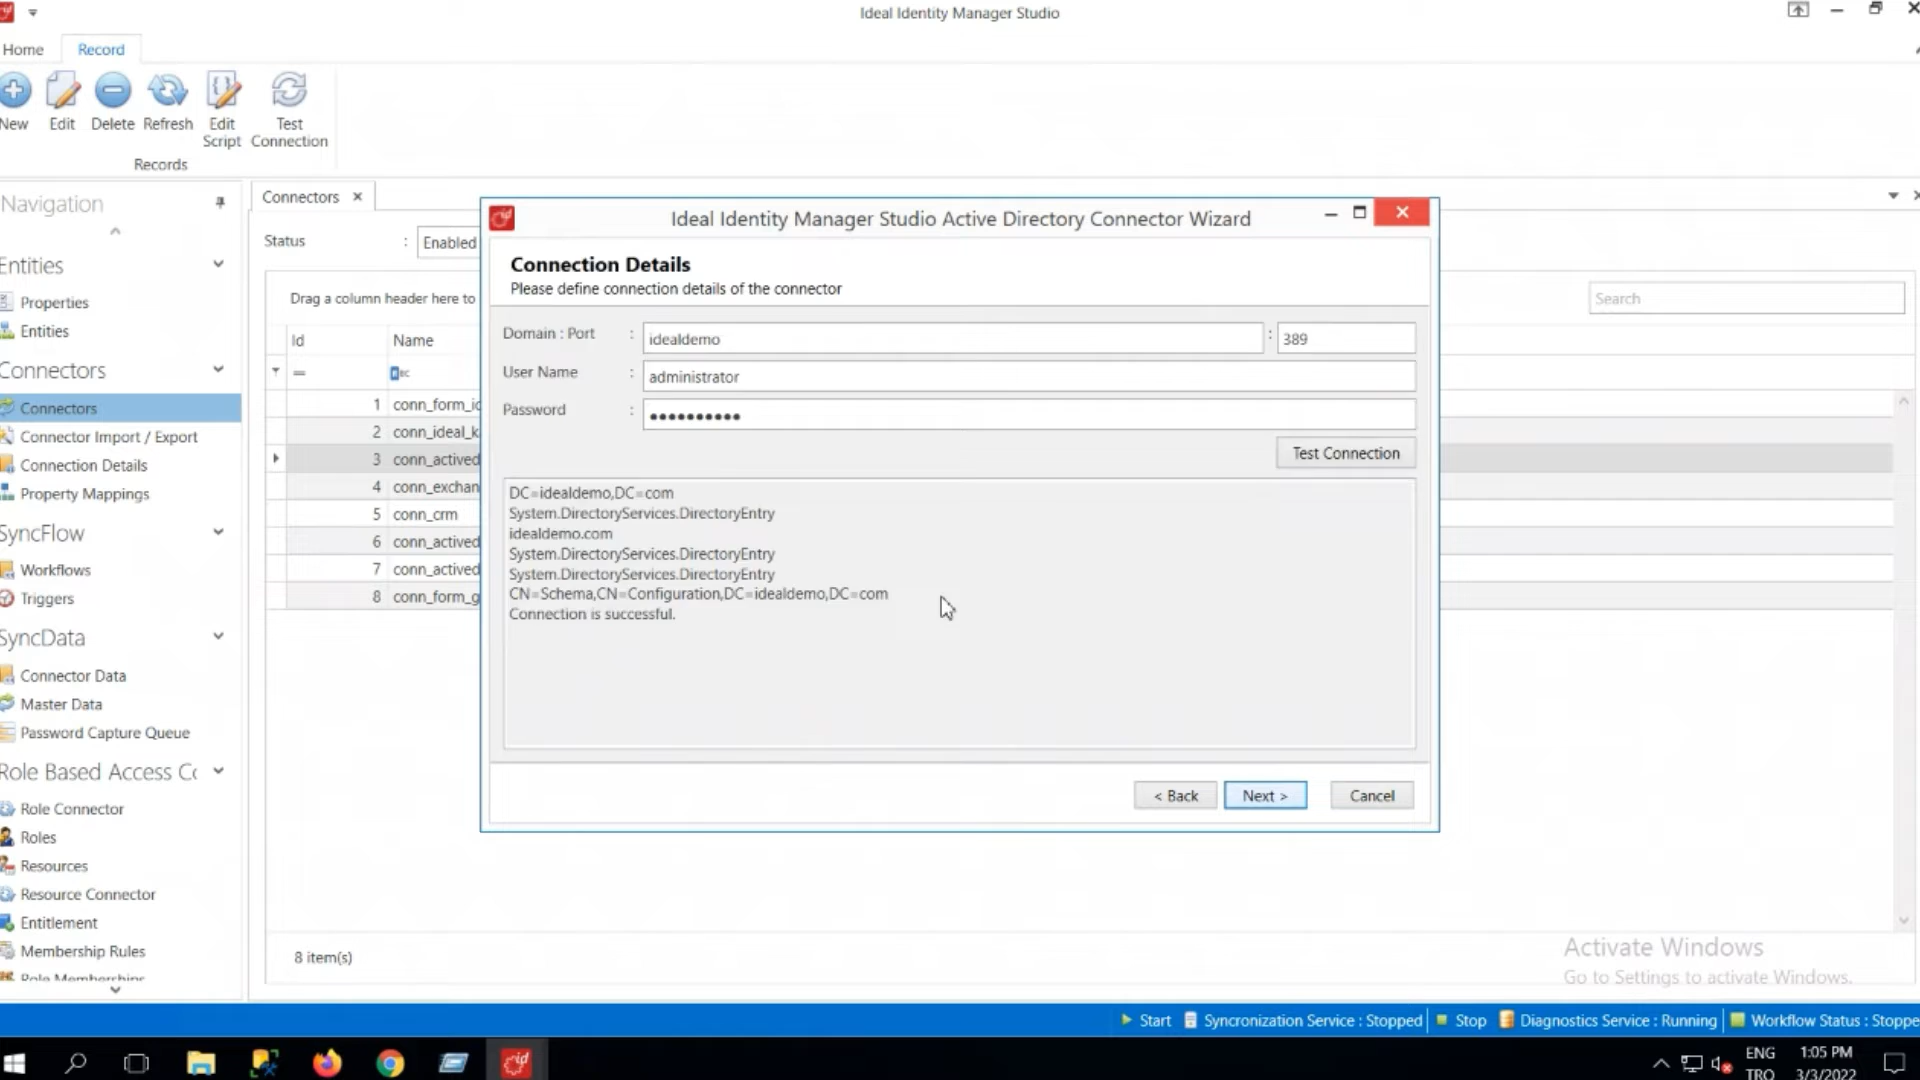 Ideal Identity Manager Studio
Home
Record
New
Edit
Delete
Refresh
Edit
Script
Test
Connection
Records
Navigation
Entities
Properties
Entities
Connectors
Connectors
Connector Import / Export
Connection Details
Property Mappings
SyncFlow
Workflows
Triggers
SyncData
Connector Data
Master Data
Password Capture Queue
Role Based Access Cc
Role Connector
Roles
Resources
Resource Connector
Entitlement
Membership Rules
Role Memberships
Connectors
Status : Enabled
Drag a column header here to
Search
Id Name
1 conn_form_id
2 conn_ideal_k
3 conn_actived
4 conn_exchan
5 conn_crm
6 conn_actived
7 conn_actived
8 conn_form_g
8 item(s)
Ideal Identity Manager Studio Active Directory Connector Wizard
Connection Details
Please define connection details of the connector
Domain : Port : idealdemo : 389
User Name : administrator
Password : ••••••••••
Test Connection
DC=idealdemo,DC=com
System.DirectoryServices.DirectoryEntry
idealdemo.com
System.DirectoryServices.DirectoryEntry
System.DirectoryServices.DirectoryEntry
CN=Schema,CN=Configuration,DC=idealdemo,DC=com
Connection is successful.
< Back
Next >
Cancel
Activate Windows
Go to Settings to activate Windows.
Start
Syncronization Service : Stopped
Stop
Diagnostics Service : Running
Workflow Status : Stoppe
id
ENG
TRQ
1:05 PM
3/3/2022